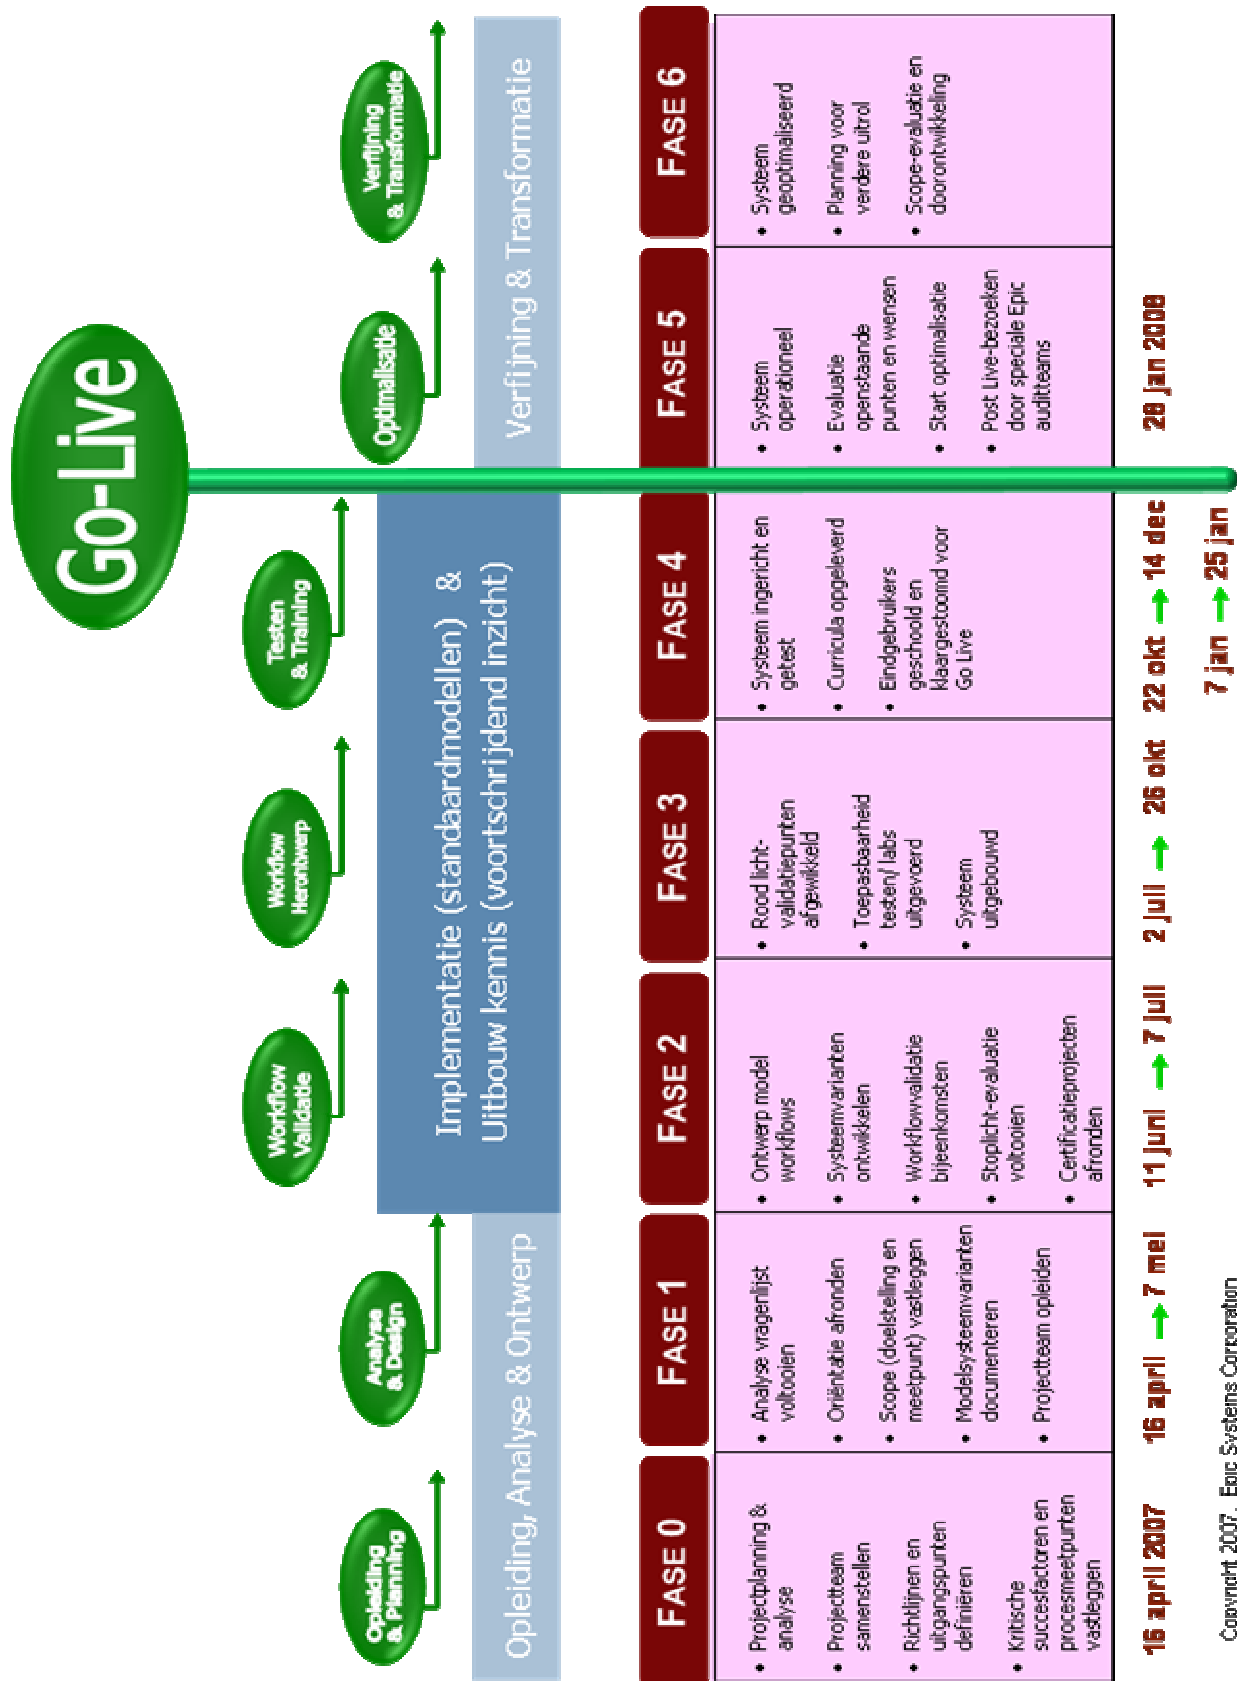 Go-Live
Opleiding
& Planning
Analyse
& Design
Workflow
Validatie
Workflow
Herontwerp
Testen
& Training
Optimalisatie
Verfijning
& Transformatie
Opleiding, Analyse & Ontwerp
Implementatie (standaardmodellen) &
Uitbouw kennis (voortschrijdend inzicht)
Verfijning & Transformatie
FASE 0
• Projectplanning &
analyse
• Projectteam
samenstellen
• Richtlijnen en
uitgangspunten
definiëren
• Kritische
succesfactoren en
procesmeetpunten
vastleggen
16 april 2007
FASE 1
• Analyse vragenlijst
voltooien
• Oriëntatie afronden
• Scope (doelstelling en
meetpunt) vastleggen
• Modelsysteemvarianten
documenteren
• Projectteam opleiden
16 april → 7 mei
FASE 2
• Ontwerp model
workflows
• Systeemvarianten
ontwikkelen
• Workflowvalidatie
bijeenkomsten
• Stoplicht-evaluatie
voltooien
• Certificatieprojecten
afronden
11 juni → 7 juli
FASE 3
• Rood licht-
validatiepunten
afgewikkeld
• Toepasbaarheid
testen/ labs
uitgevoerd
• Systeem
uitgebouwd
2 juli → 26 okt
FASE 4
• Systeem ingericht en
getest
• Curricula opgeleverd
• Eindgebruikers
geschoold en
klaargestoomd voor
Go Live
22 okt → 14 dec
7 jan → 25 jan
FASE 5
• Systeem
operationeel
• Evaluatie
openstaande
punten en wensen
• Start optimalisatie
• Post Live-bezoeken
door speciale Epic
auditteams
28 jan 2008
FASE 6
• Systeem
geoptimaliseerd
• Planning voor
verdere uitrol
• Scope-evaluatie en
doorontwikkeling
Copyright 2007. Epic Systems Corporation